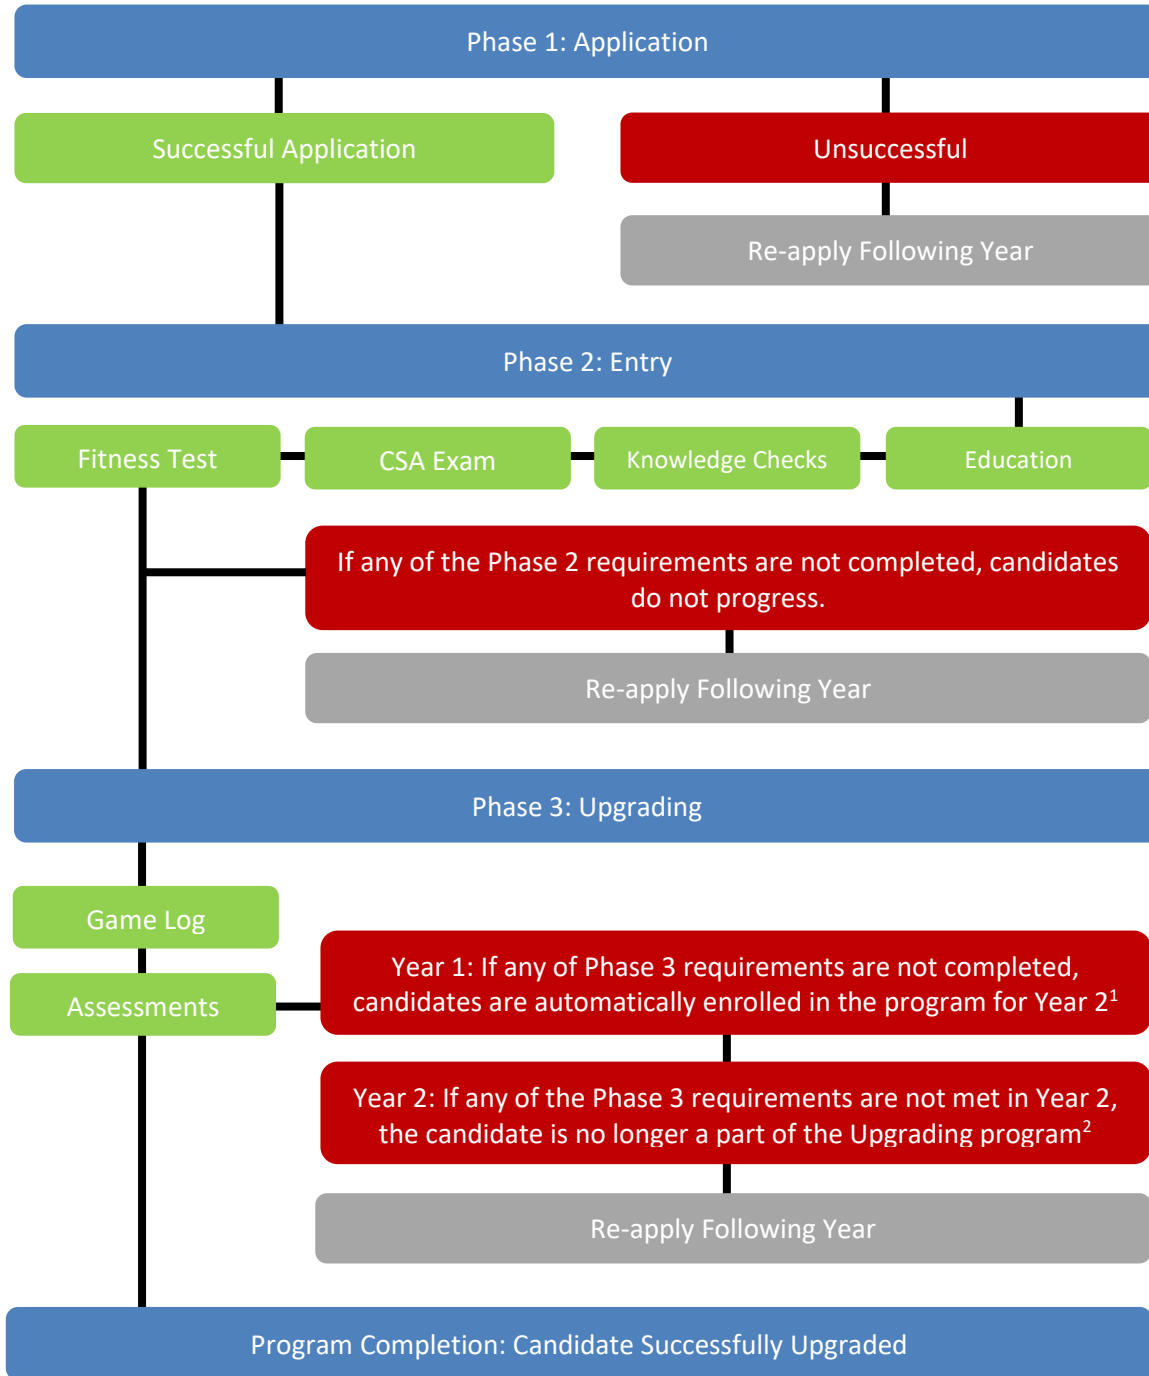 Phase 1: Application
Successful Application
Unsuccessful
Re-apply Following Year
Phase 2: Entry
Fitness Test
CSA Exam
Knowledge Checks
Education
If any of the Phase 2 requirements are not completed, candidates
do not progress.
Re-apply Following Year
Phase 3: Upgrading
Game Log
Assessments
Year 1: If any of Phase 3 requirements are not completed,
candidates are automatically enrolled in the program for Year 2¹
Year 2: If any of the Phase 3 requirements are not met in Year 2,
the candidate is no longer a part of the Upgrading program²
Re-apply Following Year
Program Completion: Candidate Successfully Upgraded